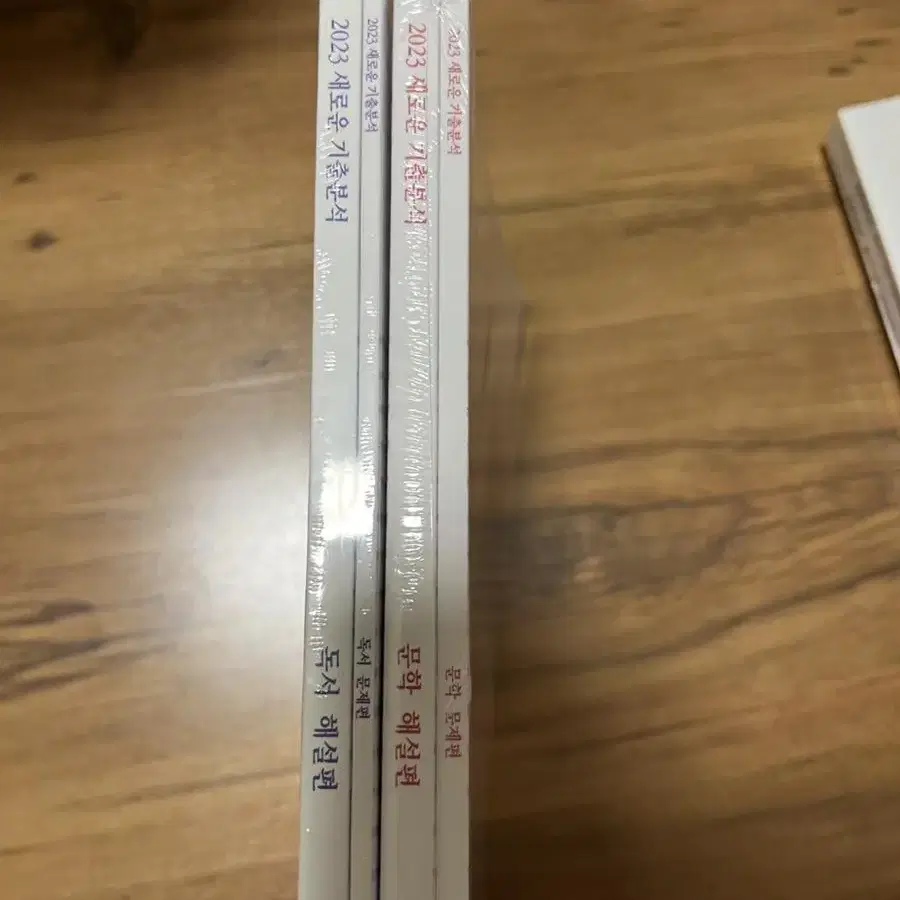 2023 새로운 기출분석 독서 해설편
2023 새로운 기출분석 독서 문제편
2023 새로운 기출분석 문학 해설편
2023 새로운 기출분석 문학 문제편